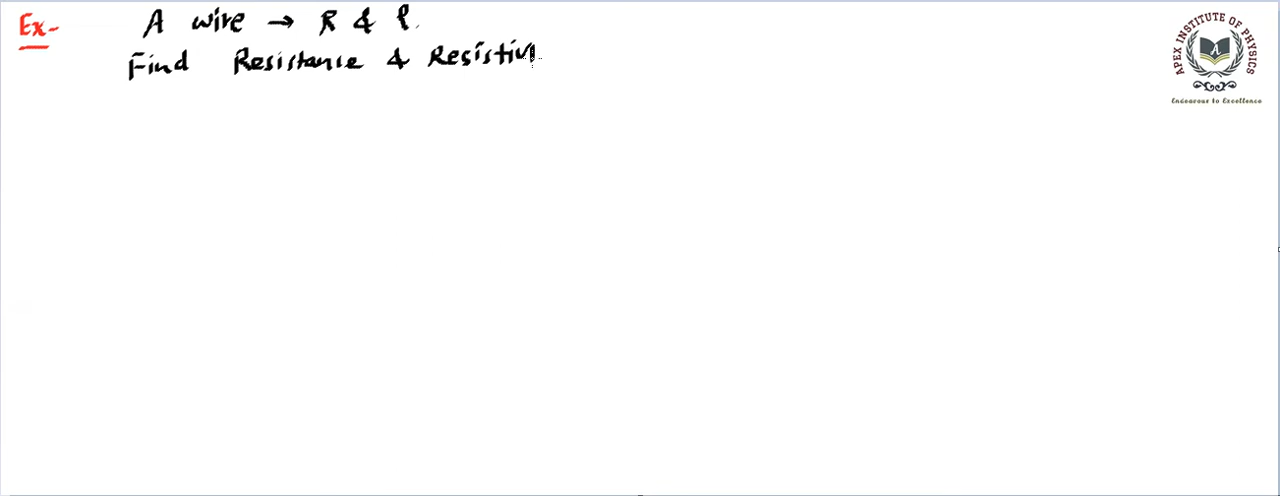 Ex- A wire → R & ρ.
Find Resistance & Resistiv
APEX INSTITUTE OF PHYSICS
A
Endeavour to Excellence